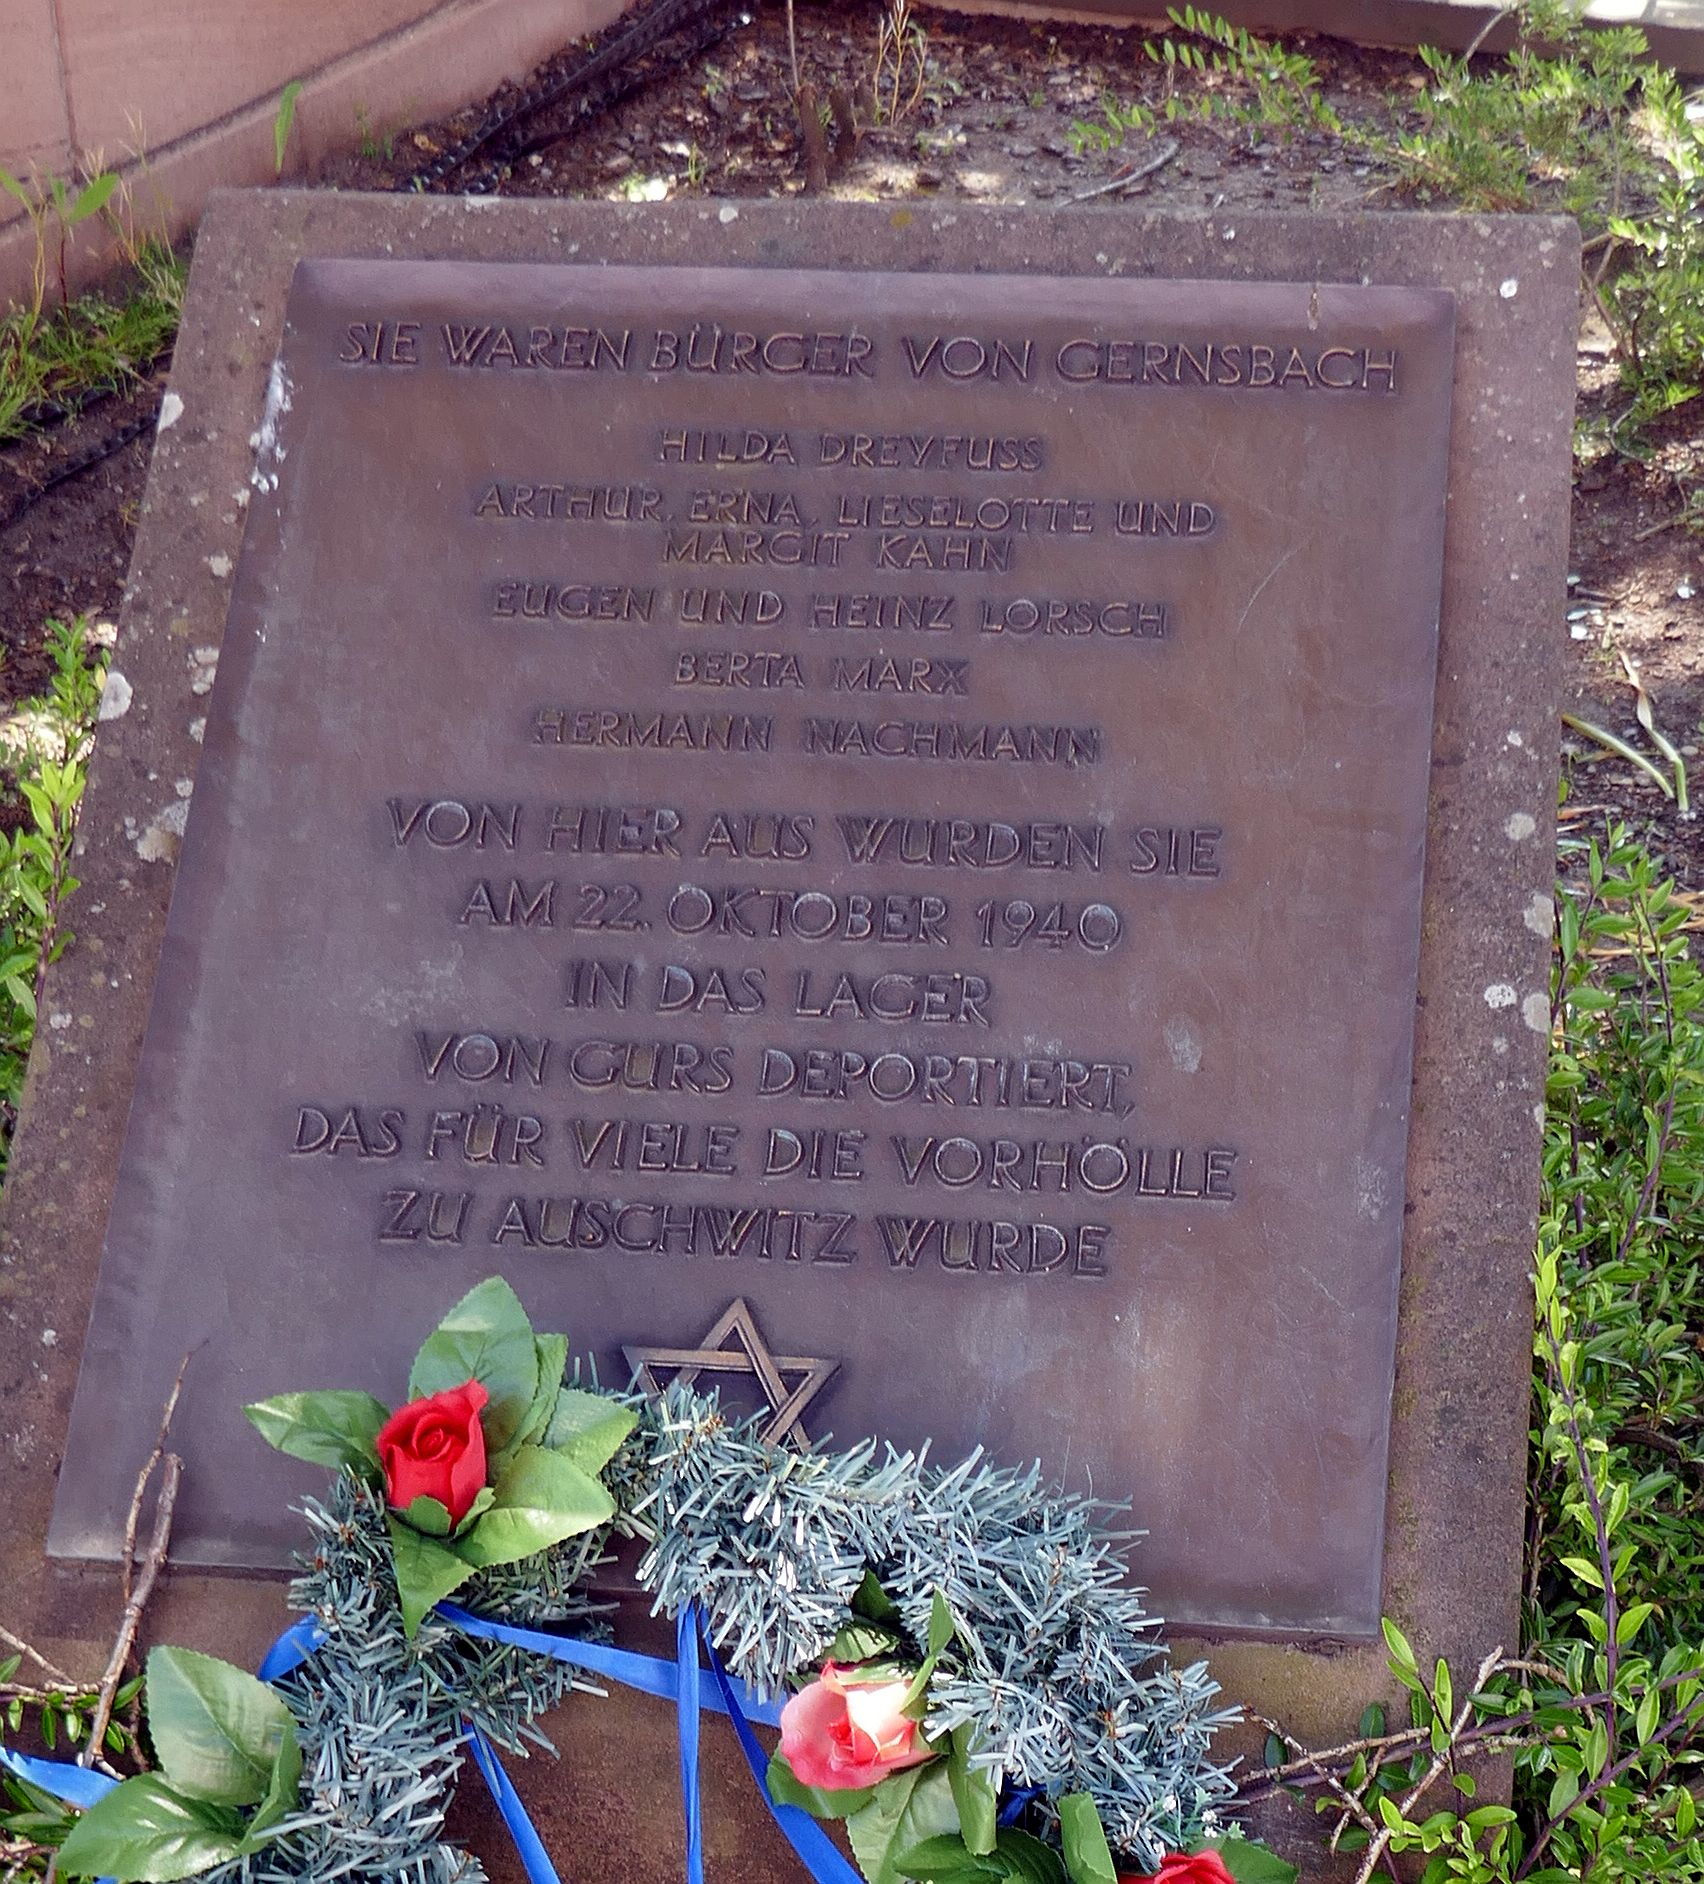 SIE WAREN BÜRGER VON GERNSBACH
HILDA DREYFUSS
ARTHUR, ERNA, LIESELOTTE UND
MARGIT KAHN
EUGEN UND HEINZ LORSCH
BERTA MARX
HERMANN NACHMANN
VON HIER AUS WURDEN SIE
AM 22. OKTOBER 1940
IN DAS LAGER
VON GURS DEPORTIERT,
DAS FÜR VIELE DIE VORHÖLLE
ZU AUSCHWITZ WURDE